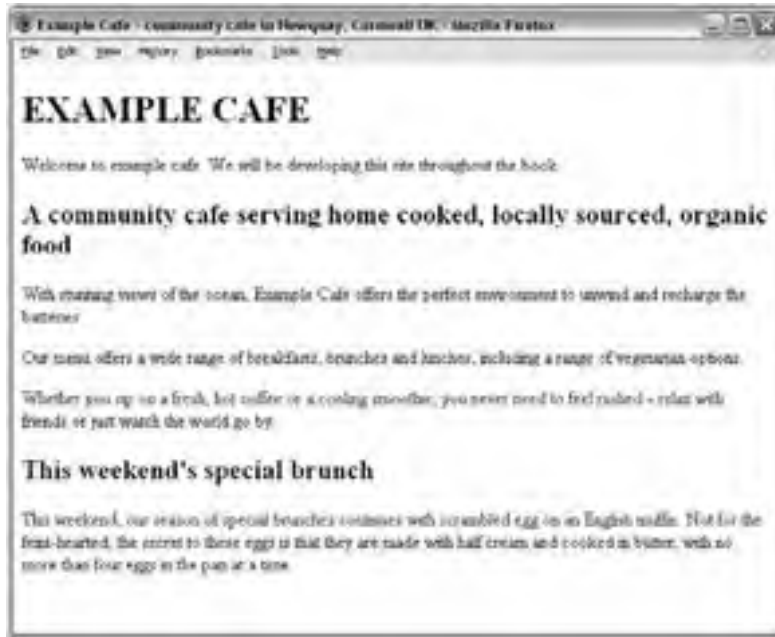 Example Cafe - community cafe in Newquay, Cornwall UK - Mozilla Firefox
File Edit View History Bookmarks Tools Help
EXAMPLE CAFE
Welcome to example cafe. We will be developing this site throughout the book.
A community cafe serving home cooked, locally sourced, organic
food
With stunning views of the ocean, Example Cafe offers the perfect environment to unwind and recharge the
batteries
Our menu offers a wide range of breakfasts, brunches and lunches, including a range of vegetarian options.
Whether you sip on a fresh, hot coffee or a cooling smoothie, you never need to feel rushed - relax with
friends or just watch the world go by.
This weekend's special brunch
This weekend, our season of special brunches continues with scrambled egg on an English muffin. Not for the
feint-hearted, the secret to these eggs is that they are made with half cream and cooked in butter, with no
more than four eggs in the pan at a time.